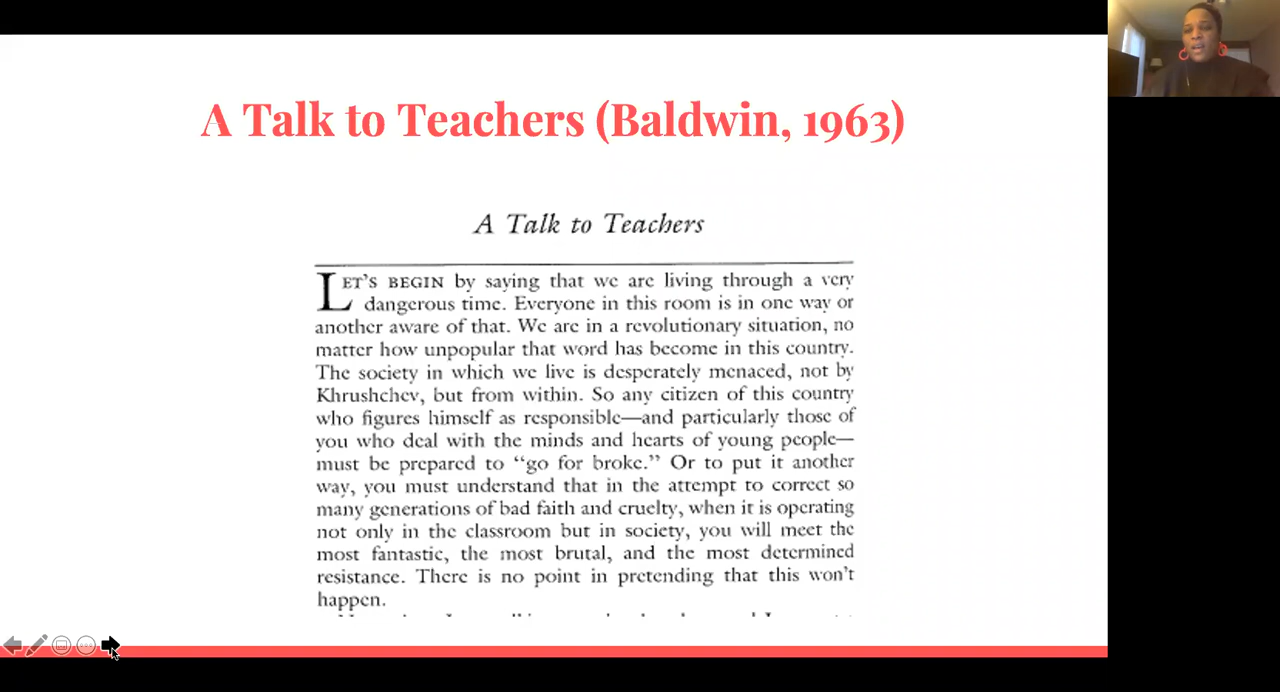 A Talk to Teachers (Baldwin, 1963)
A Talk to Teachers
LET'S BEGIN by saying that we are living through a very
dangerous time. Everyone in this room is in one way or
another aware of that. We are in a revolutionary situation, no
matter how unpopular that word has become in this country.
The society in which we live is desperately menaced, not by
Khrushchev, but from within. So any citizen of this country
who figures himself as responsible—and particularly those of
you who deal with the minds and hearts of young people—
must be prepared to “go for broke.” Or to put it another
way, you must understand that in the attempt to correct so
many generations of bad faith and cruelty, when it is operating
not only in the classroom but in society, you will meet the
most fantastic, the most brutal, and the most determined
resistance. There is no point in pretending that this won't
happen.